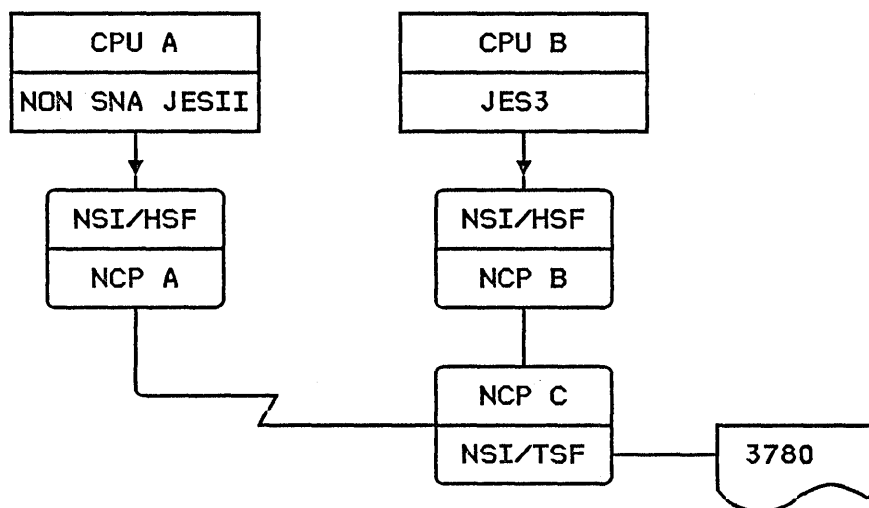 CPU A
NON SNA JESII
CPU B
JES3
NSI/HSF
NCP A
NSI/HSF
NCP B
NCP C
NSI/TSF
3780